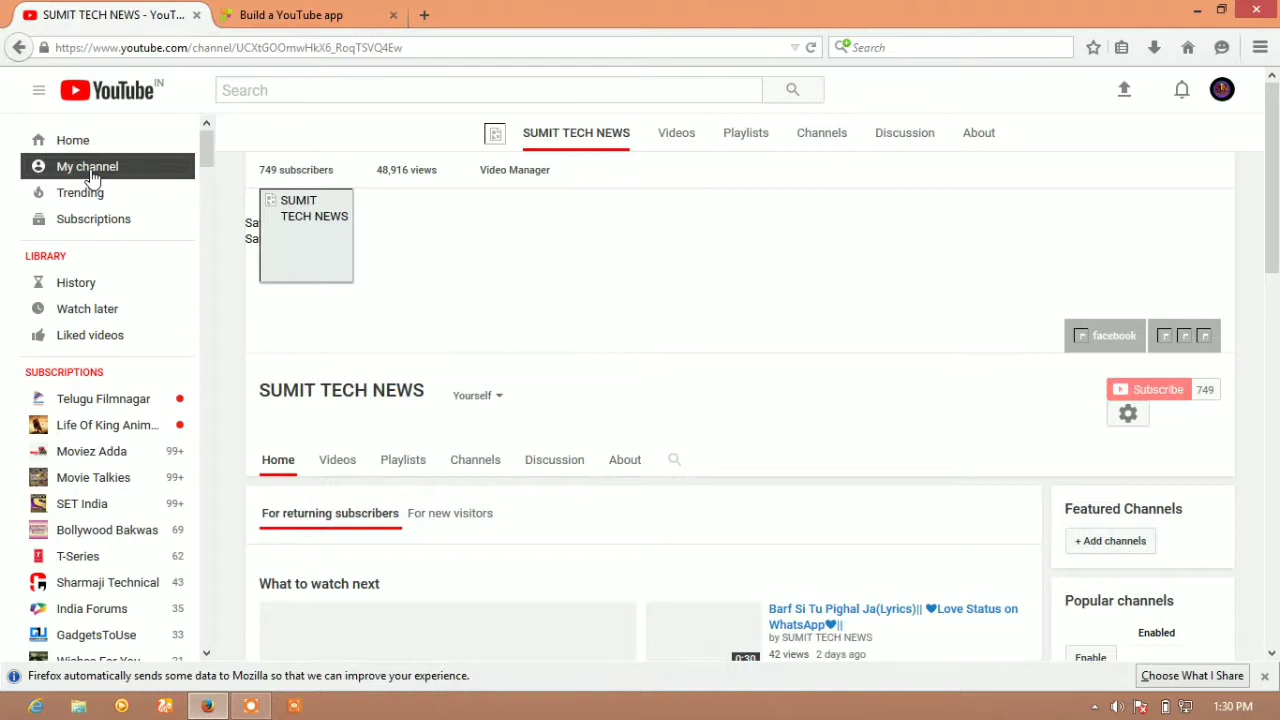 SUMIT TECH NEWS - YouT...
Build a YouTube app
https://www.youtube.com/channel/UCXtGOOmwHkX6_RoqTSVQ4Ew
Search
YouTube IN
Search
Home
My channel
Trending
Subscriptions
LIBRARY
History
Watch later
Liked videos
SUBSCRIPTIONS
Telugu Filmnagar
Life Of King Anim...
Moviez Adda 99+
Movie Talkies 99+
SET India 99+
Bollywood Bakwas 69
T-Series 62
Sharmaji Technical 43
India Forums 35
GadgetsToUse 33
SUMIT TECH NEWS Videos Playlists Channels Discussion About
749 subscribers 48,916 views Video Manager
SUMIT
TECH NEWS
Sa
Sa
facebook
SUMIT TECH NEWS Yourself
Subscribe 749
Home Videos Playlists Channels Discussion About
For returning subscribers For new visitors
What to watch next
Barf Si Tu Pighal Ja(Lyrics)|| ♥Love Status on
WhatsApp♥||
by SUMIT TECH NEWS
42 views 2 days ago
0:30
Featured Channels
+ Add channels
Popular channels
Enabled
Enable
Firefox automatically sends some data to Mozilla so that we can improve your experience.
Choose What I Share
1:30 PM